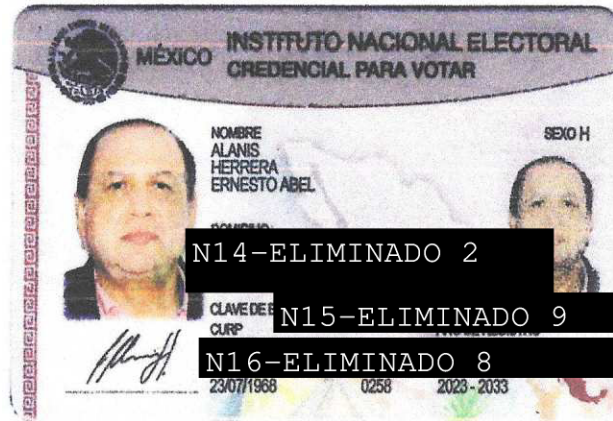 MÉXICO INSTITUTO NACIONAL ELECTORAL
CREDENCIAL PARA VOTAR
NOMBRE SEXO H
ALANIS
HERRERA
ERNESTO ABEL
DOMICILIO
N14-ELIMINADO 2
CLAVE DE E
N15-ELIMINADO 9
CURP
N16-ELIMINADO 8
23/07/1968 0258 2023 - 2033